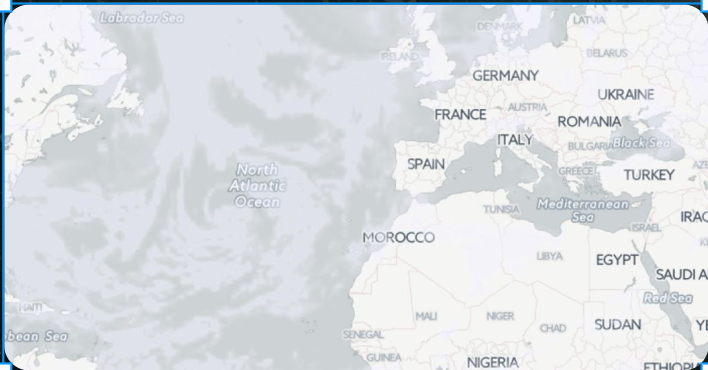 Labrador Sea
DENMARK
LATVIA
IRELAND
BELARUS
GERMANY
UKRAINE
FRANCE
AUSTRIA
ROMANIA
ITALY
BULGARIA
Black Sea
SPAIN
North
Atlantic
Ocean
GREECE
TURKEY
AZE
TUNISIA
Mediterranean
Sea
IRAQ
MOROCCO
ISRAEL
LIBYA
EGYPT
SAUDI A
HAITI
Red Sea
MALI
NIGER
CHAD
SUDAN
YE
bean Sea
SENEGAL
GUINEA
NIGERIA
ETHIOPI